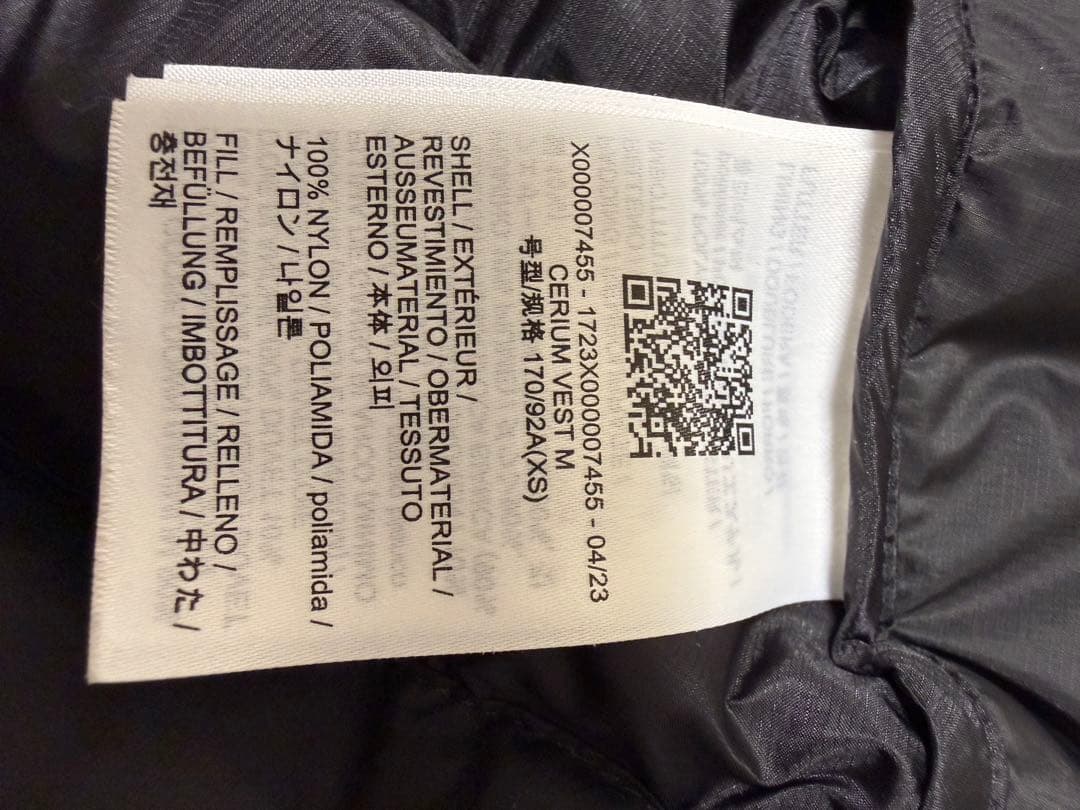 X000007455 - 1723X0000007455 - 04/23
CERIUM VEST M
号型/规格 170/92A(XS)
SHELL / EXTÉRIEUR /
REVESTIMIENTO / OBERMATERIAL /
AUSSEUMATERIAL / TESSUTO
ESTERNO / 本体 / 외피
100% NYLON / POLIAMIDA / poliamida /
ナイロン / 나일론
FILL / REMPLISSAGE / RELLENO /
BEFÜLLUNG / IMBOTTITURA / 中わた /
충전재